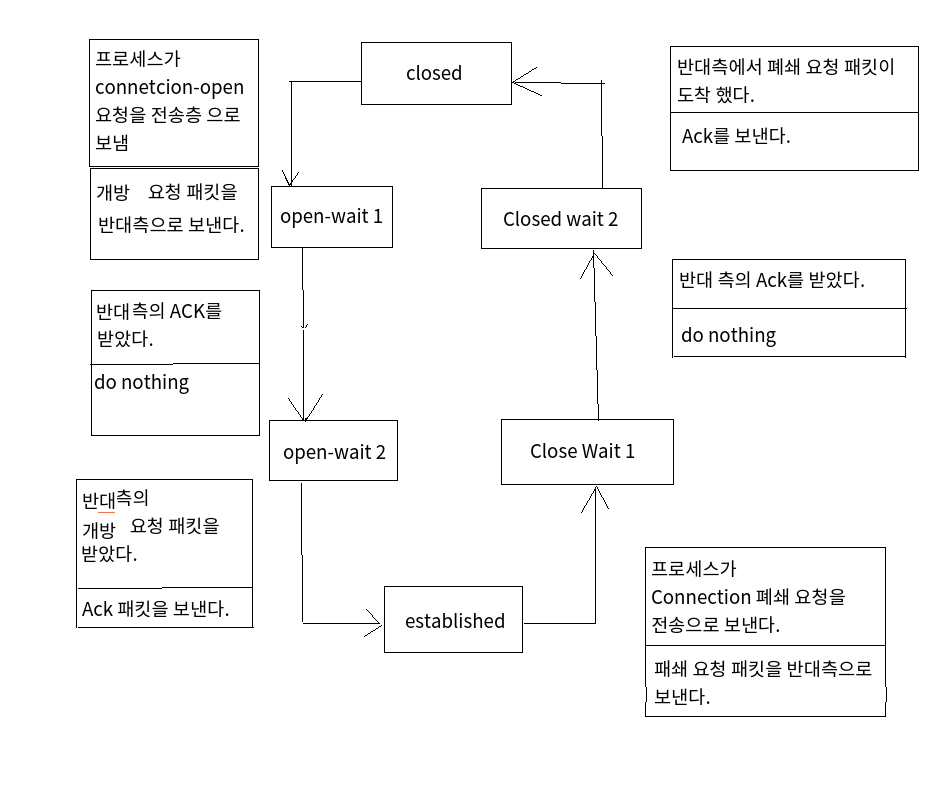 프로세스가
connetcion-open
요청을 전송층 으로
보냄
개방 요청 패킷을
반대측으로 보낸다.
closed
반대측에서 폐쇄 요청 패킷이
도착 했다.
Ack를 보낸다.
open-wait 1
Closed wait 2
반대측의 ACK를
받았다.
do nothing
반대 측의 Ack를 받았다.
do nothing
open-wait 2
Close Wait 1
반대측의
개방 요청 패킷을
받았다.
Ack 패킷을 보낸다.
established
프로세스가
Connection 폐쇄 요청을
전송으로 보낸다.
패쇄 요청 패킷을 반대측으로
보낸다.